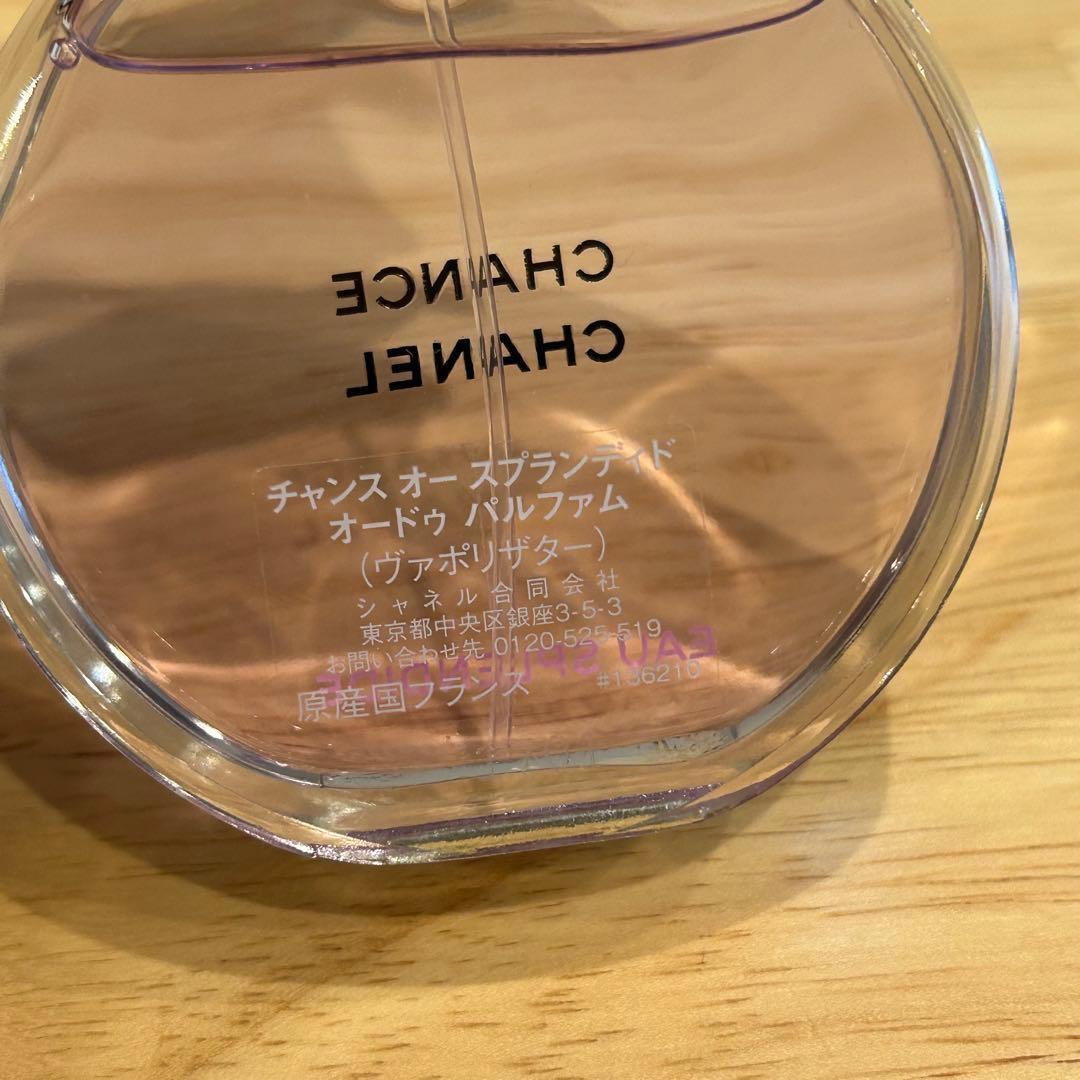 CHANCE
CHANEL
チャンス オー スプランディド
オードゥ パルファム
(ヴァポリザター)
シャネル合同会社
東京都中央区銀座3-5-3
お問い合わせ先 0120-525-519
EAU SPLENDIDE
原産国フランス #136210